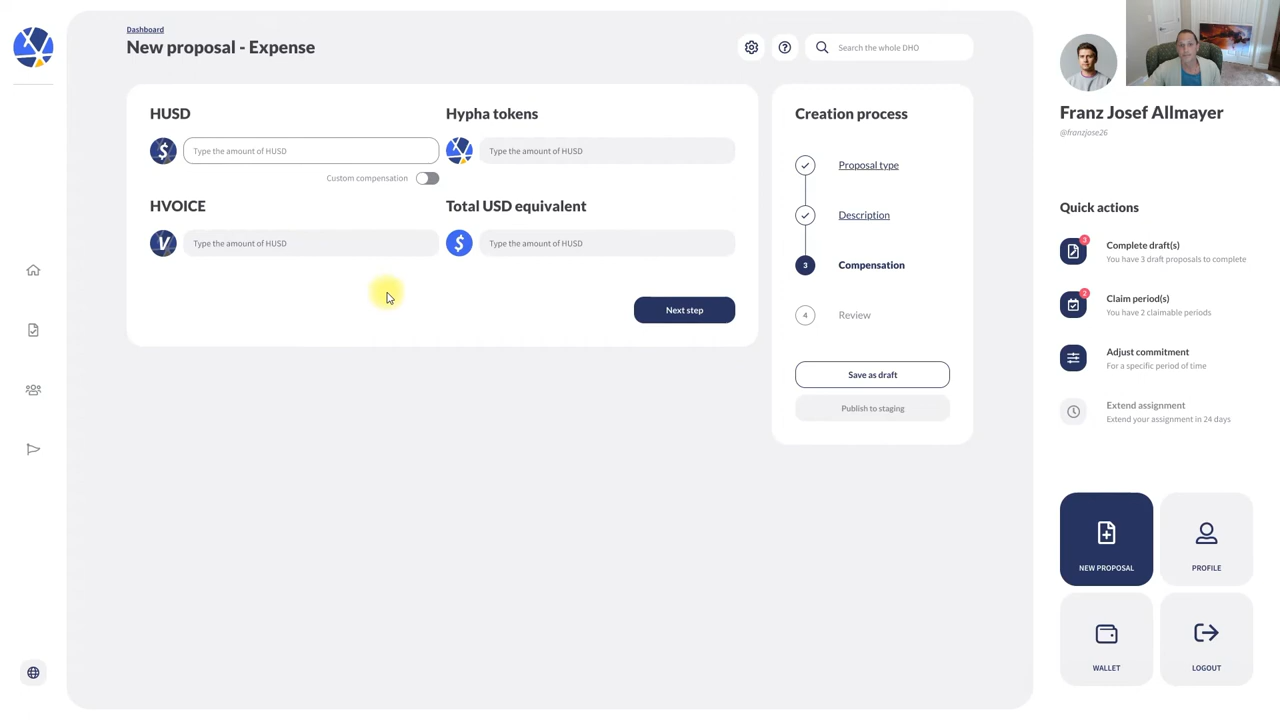 Dashboard
New proposal - Expense
Search the whole DHO
HUSD
Type the amount of HUSD
Custom compensation
Hypha tokens
Type the amount of HUSD
HVOICE
Type the amount of HUSD
Total USD equivalent
Type the amount of HUSD
Next step
Creation process
Proposal type
Description
3
Compensation
4
Review
Save as draft
Publish to staging
Franz Josef Allmayer
@franzjose26
Quick actions
3
Complete draft(s)
You have 3 draft proposals to complete
2
Claim period(s)
You have 2 claimable periods
Adjust commitment
For a specific period of time
Extend assignment
Extend your assignment in 24 days
NEW PROPOSAL
PROFILE
WALLET
LOGOUT